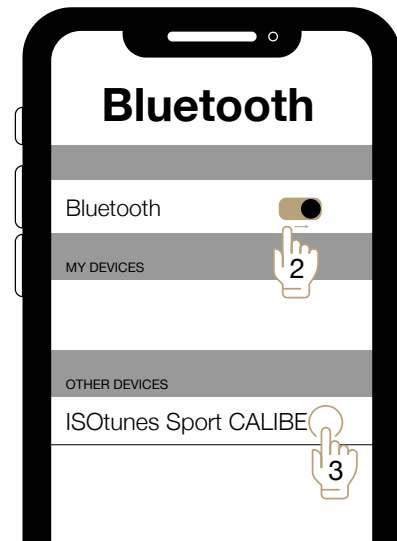 Bluetooth
Bluetooth
2
MY DEVICES
OTHER DEVICES
ISOtunes Sport CALIBE
3